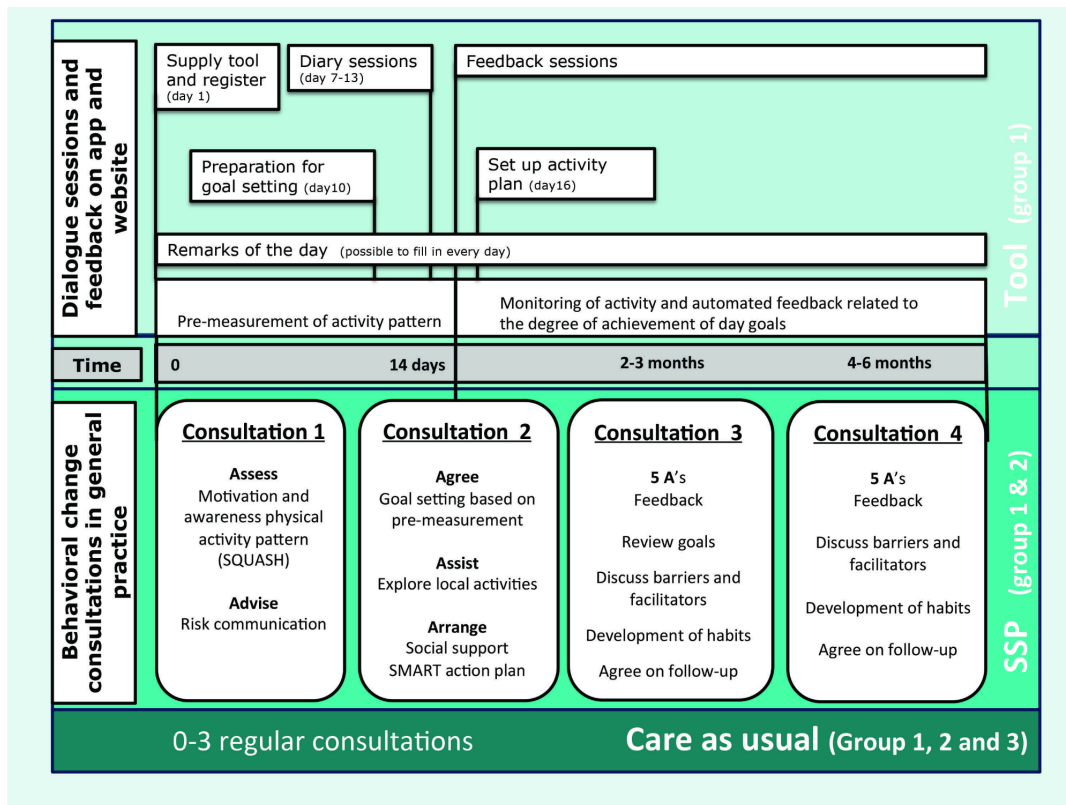 Dialogue sessions and
feedback on app and
website
Supply tool
and register
(day 1)
Diary sessions
(day 7-13)
Feedback sessions
Preparation for
goal setting (day10)
Set up activity
plan (day16)
Remarks of the day (possible to fill in every day)
Pre-measurement of activity pattern
Monitoring of activity and automated feedback related to
the degree of achievement of day goals
Tool (group 1)
Time
0
14 days
2-3 months
4-6 months
Behavioral change
consultations in general
practice
Consultation 1
Assess
Motivation and
awareness physical
activity pattern
(SQUASH)
Advise
Risk communication
Consultation 2
Agree
Goal setting based on
pre-measurement
Assist
Explore local activities
Arrange
Social support
SMART action plan
Consultation 3
5 A's
Feedback
Review goals
Discuss barriers and
facilitators
Development of habits
Agree on follow-up
Consultation 4
5 A's
Feedback
Discuss barriers and
facilitators
Development of habits
Agree on follow-up
SSP (group 1 & 2)
0-3 regular consultations
Care as usual (Group 1, 2 and 3)